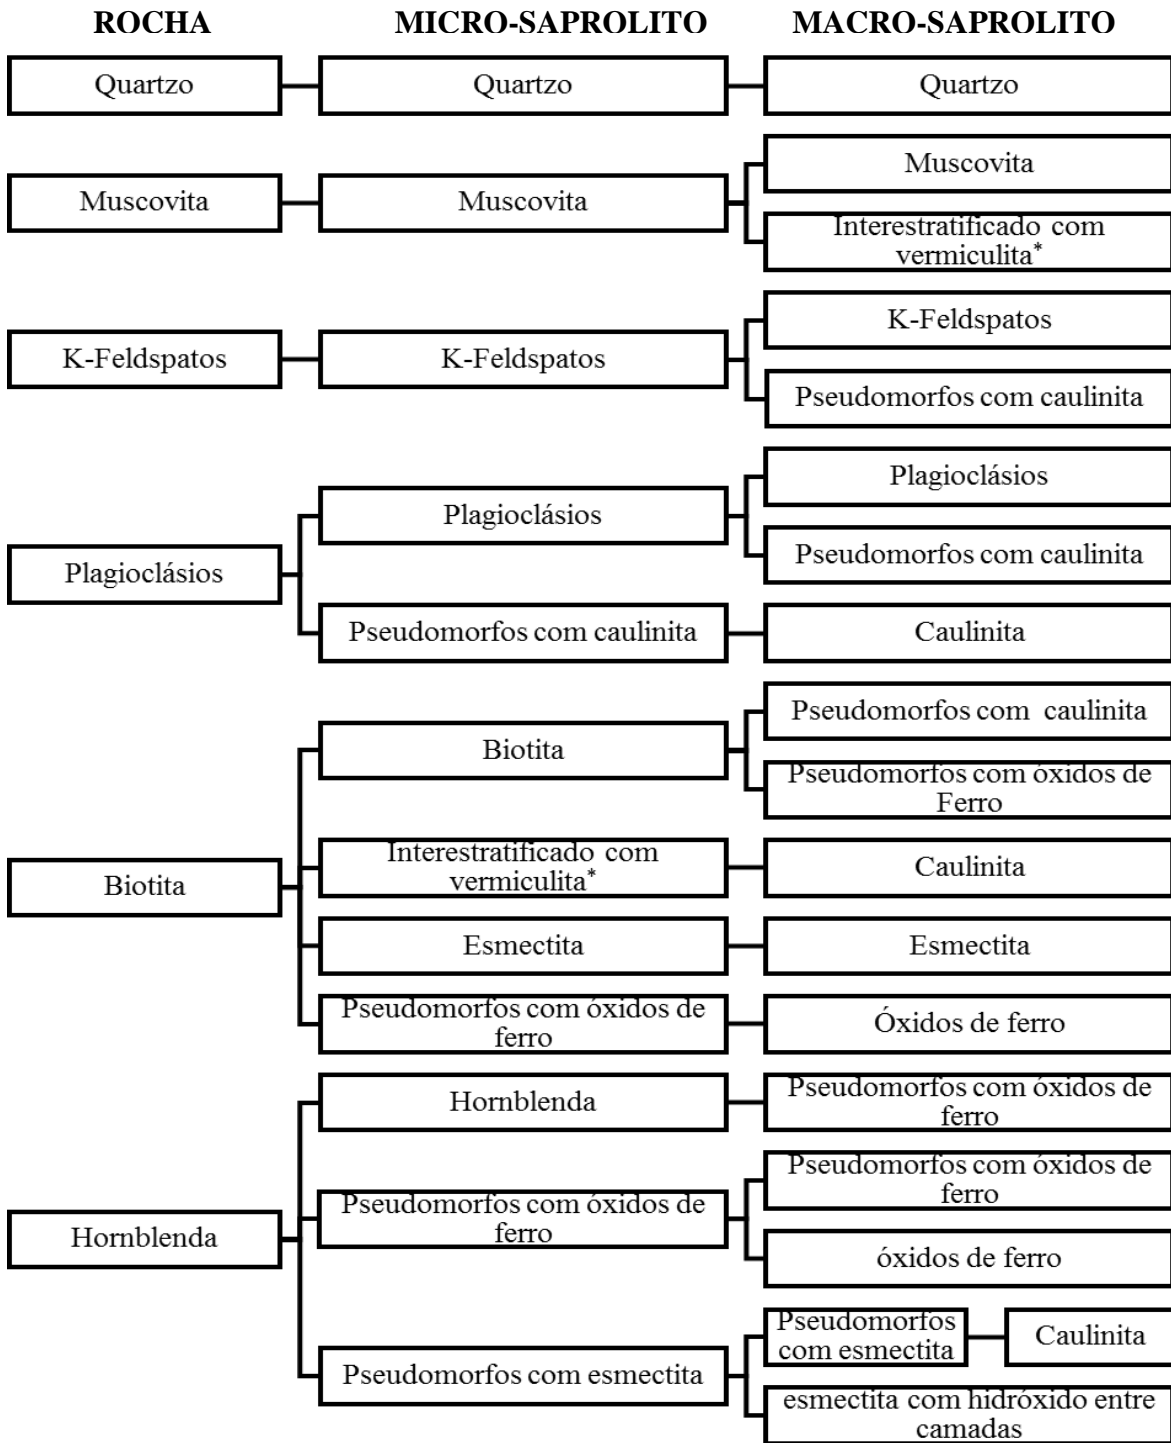 ROCHA MICRO-SAPROLITO MACRO-SAPROLITO
Quartzo
Quartzo
Quartzo
Muscovita
Muscovita
Muscovita
Interestratificado com
vermiculita*
K-Feldspatos
K-Feldspatos
K-Feldspatos
Pseudomorfos com caulinita
Plagioclásios
Plagioclásios
Plagioclásios
Pseudomorfos com caulinita
Pseudomorfos com caulinita
Caulinita
Biotita
Biotita
Pseudomorfos com caulinita
Pseudomorfos com óxidos de
Ferro
Interestratificado com
vermiculita*
Caulinita
Esmectita
Esmectita
Pseudomorfos com óxidos de
ferro
Óxidos de ferro
Hornblenda
Hornblenda
Pseudomorfos com óxidos de
ferro
Pseudomorfos com óxidos de
ferro
Pseudomorfos com óxidos de
ferro
óxidos de ferro
Pseudomorfos com esmectita
Pseudomorfos
com esmectita
Caulinita
esmectita com hidróxido entre
camadas